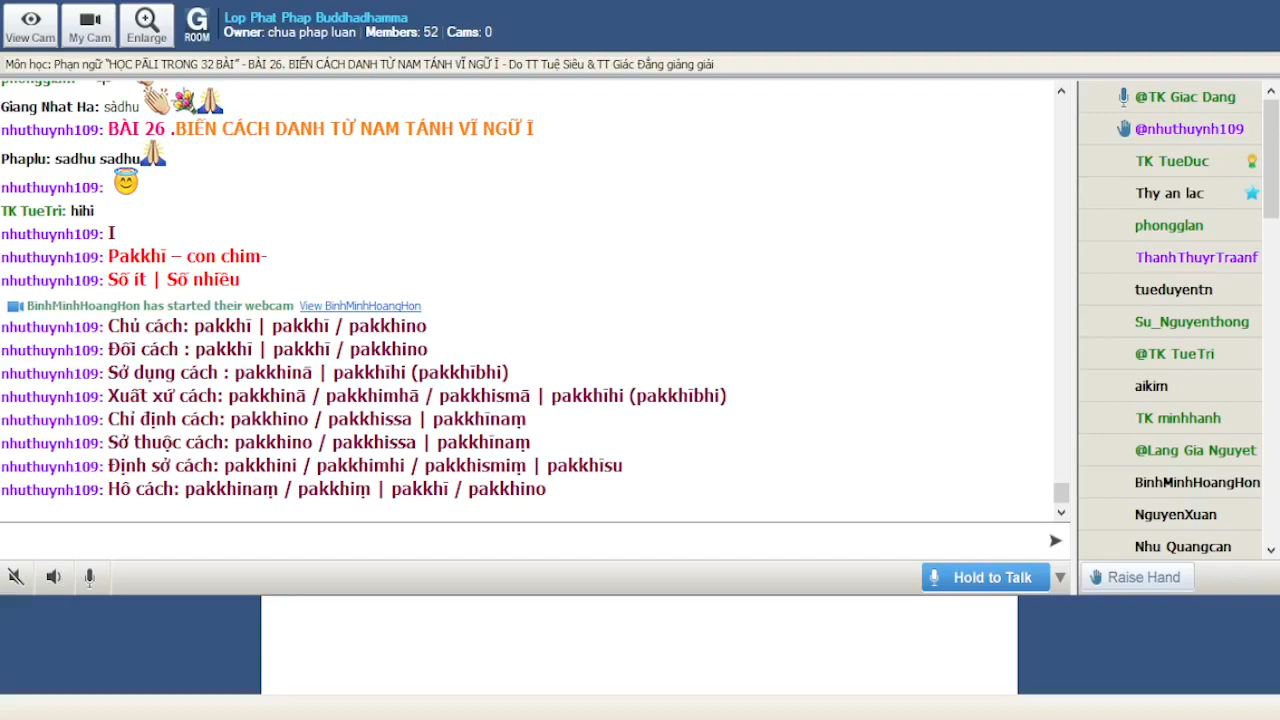 View Cam
My Cam
Enlarge
G ROOM
Lop Phat Phap Buddhadhamma
Owner: chua phap luan | Members: 52 | Cams: 0
Môn học: Phạn ngữ "HỌC PĀLI TRONG 32 BÀI" - BÀI 26. BIẾN CÁCH DANH TỪ NAM TÁNH VĨ NGỮ Ī - Do TT Tuệ Siêu & TT Giác Đẳng giảng giải
Giang Nhat Ha: sàdhu
nhuthuynh109: BÀI 26 .BIẾN CÁCH DANH TỪ NAM TÁNH VĨ NGỮ Ī
Phaplu: sadhu sadhu
nhuthuynh109:
TK TueTri: hihi
nhuthuynh109: I
nhuthuynh109: Pakkhī – con chim-
nhuthuynh109: Số ít | Số nhiều
BinhMinhHoangHon has started their webcam View BinhMinhHoangHon
nhuthuynh109: Chủ cách: pakkhī | pakkhī / pakkhino
nhuthuynh109: Đối cách : pakkhī | pakkhī / pakkhino
nhuthuynh109: Sở dụng cách : pakkhinā | pakkhīhi (pakkhībhi)
nhuthuynh109: Xuất xứ cách: pakkhinā / pakkhimhā / pakkhismā | pakkhīhi (pakkhībhi)
nhuthuynh109: Chỉ định cách: pakkhino / pakkhissa | pakkhīnaṃ
nhuthuynh109: Sở thuộc cách: pakkhino / pakkhissa | pakkhīnaṃ
nhuthuynh109: Định sở cách: pakkhini / pakkhimhi / pakkhismiṃ | pakkhīsu
nhuthuynh109: Hô cách: pakkhinaṃ / pakkhiṃ | pakkhī / pakkhino
Hold to Talk
@TK Giac Dang
@nhuthuynh109
TK TueDuc
Thy an lac
phongglan
ThanhThuyrTraanf
tueduyentn
Su_Nguyenthong
@TK TueTri
aikim
TK minhhanh
@Lang Gia Nguyet
BinhMinhHoangHon
NguyenXuan
Nhu Quangcan
Raise Hand